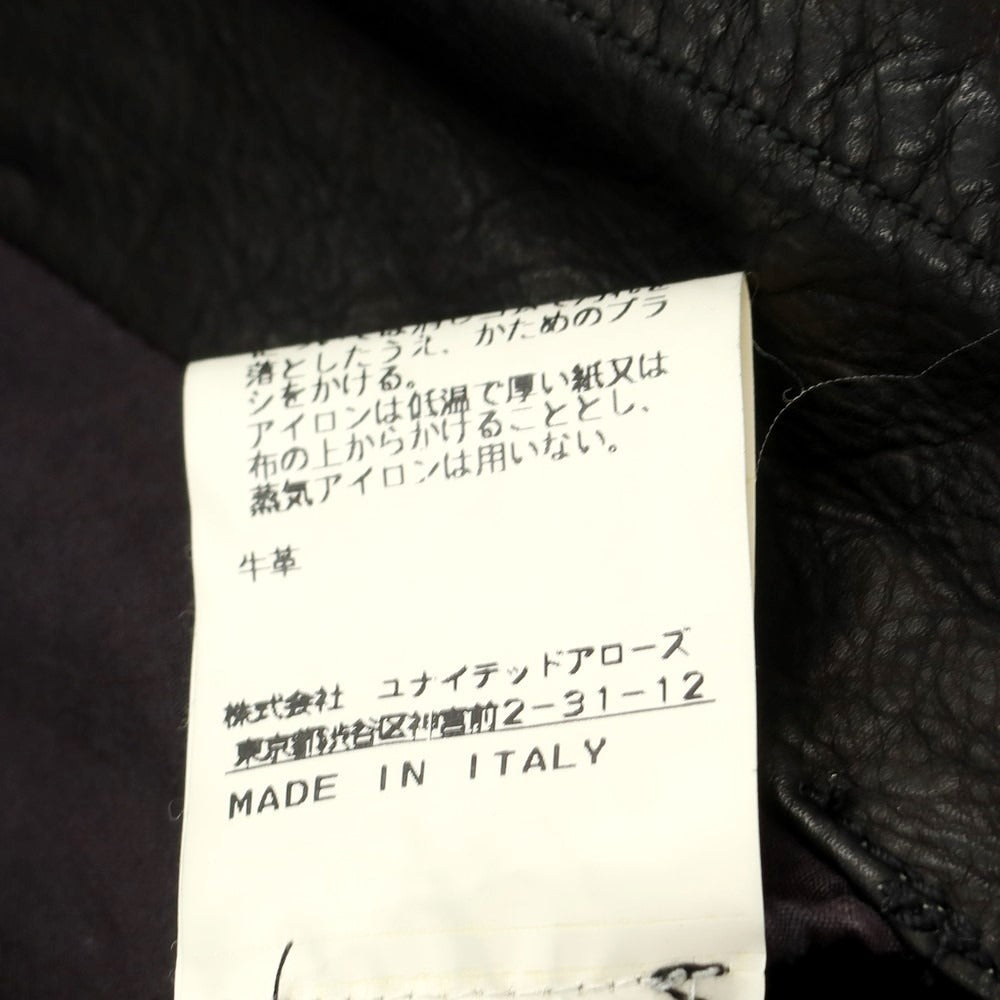 落としたうえ、かためのブラ
シをかける。
アイロンは低温で厚い紙又は
布の上からかけることとし、
蒸気アイロンは用いない。
牛革
株式会社 ユナイテッドアローズ
東京都渋谷区神宮前2-31-12
MADE IN ITALY